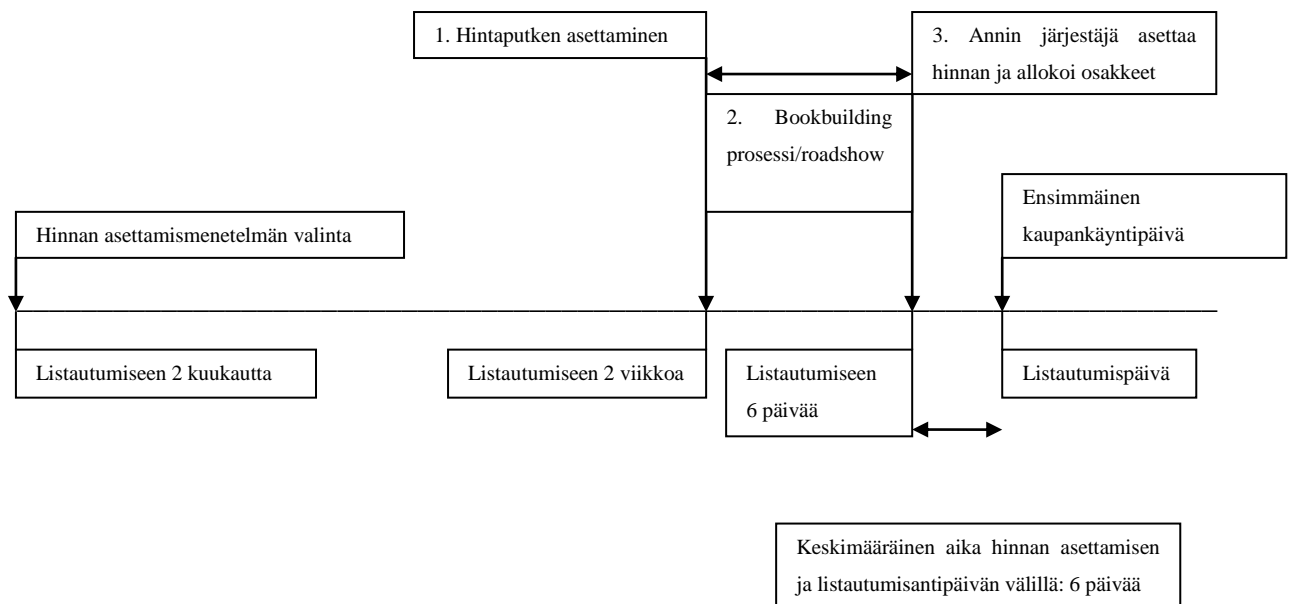 1. Hintaputken asettaminen
3. Annin järjestäjä asettaa
hinnan ja allokoi osakkeet
2. Bookbuilding
prosessi/roadshow
Ensimmäinen
kaupankäyntipäivä
Hinnan asettamismenetelmän valinta
Listautumiseen 2 kuukautta
Listautumiseen 2 viikkoa
Listautumiseen
6 päivää
Listautumispäivä
Keskimääräinen aika hinnan asettamisen
ja listautumisantipäivän välillä: 6 päivää